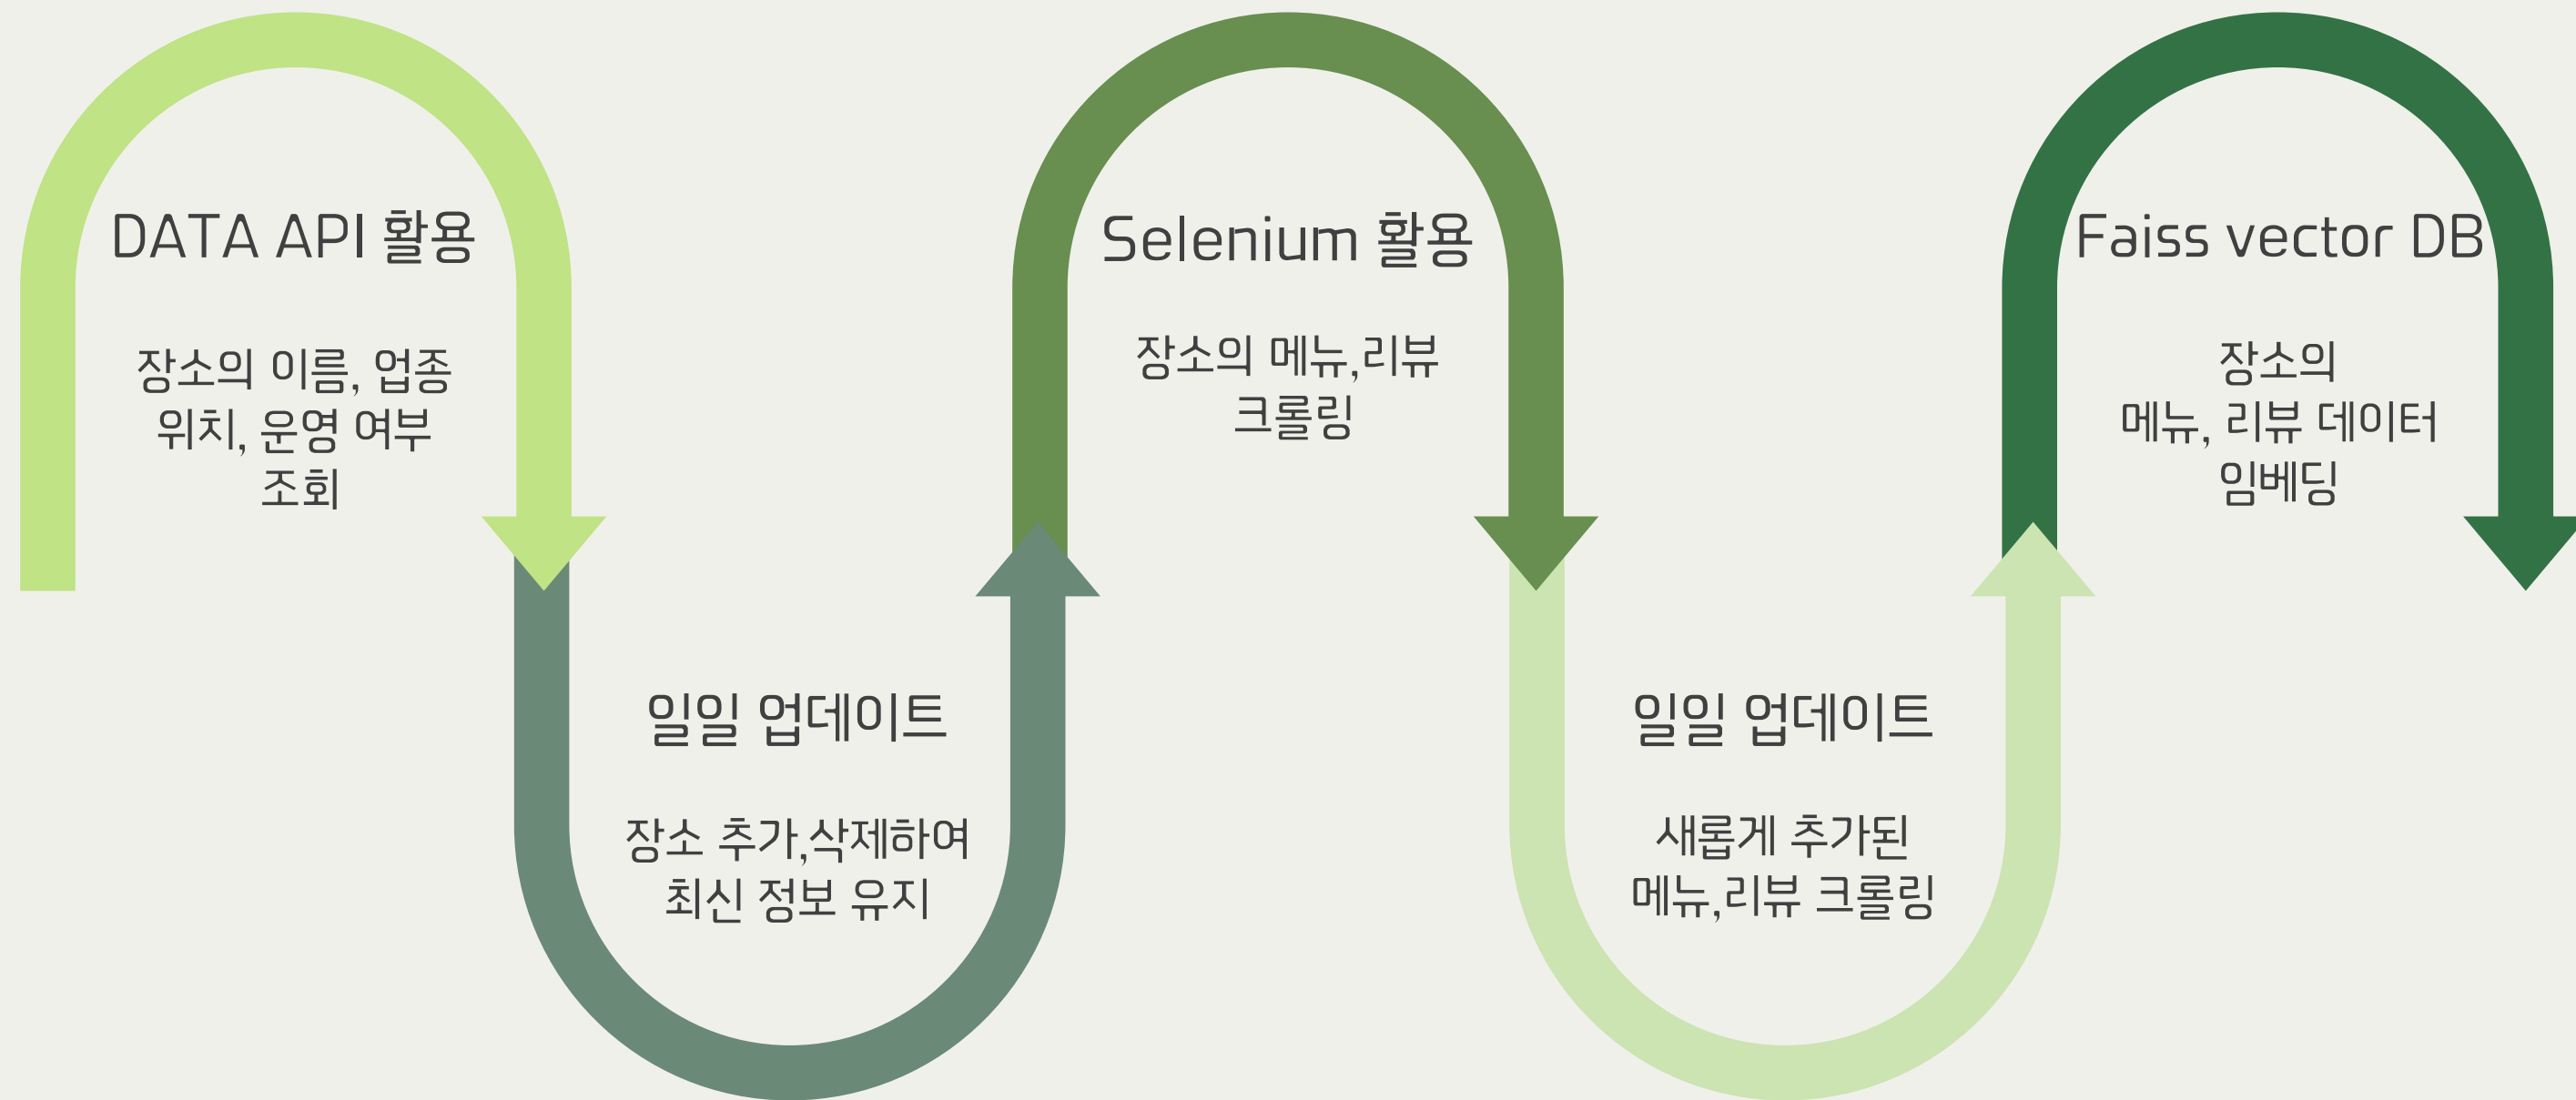 DATA API 활용
장소의 이름, 업종
위치, 운영 여부
조회
일일 업데이트
장소 추가,삭제하여
최신 정보 유지
Selenium 활용
장소의 메뉴,리뷰
크롤링
일일 업데이트
새롭게 추가된
메뉴,리뷰 크롤링
Faiss vector DB
장소의
메뉴, 리뷰 데이터
임베딩